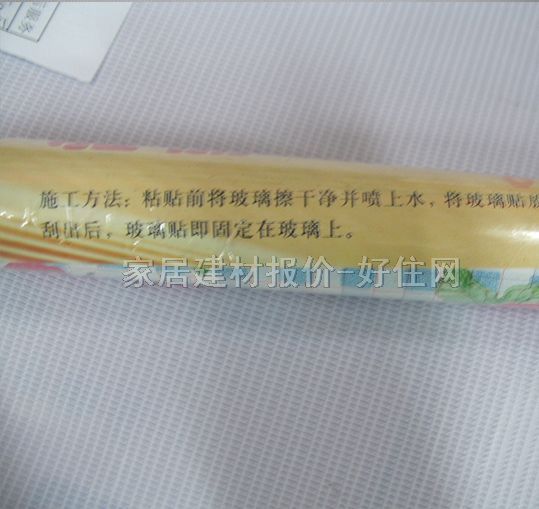 服务
施工方法：粘贴前将玻璃擦干净并喷上水，将玻璃贴
后，玻璃贴即固定在玻璃上。
家居建材报价-好住网